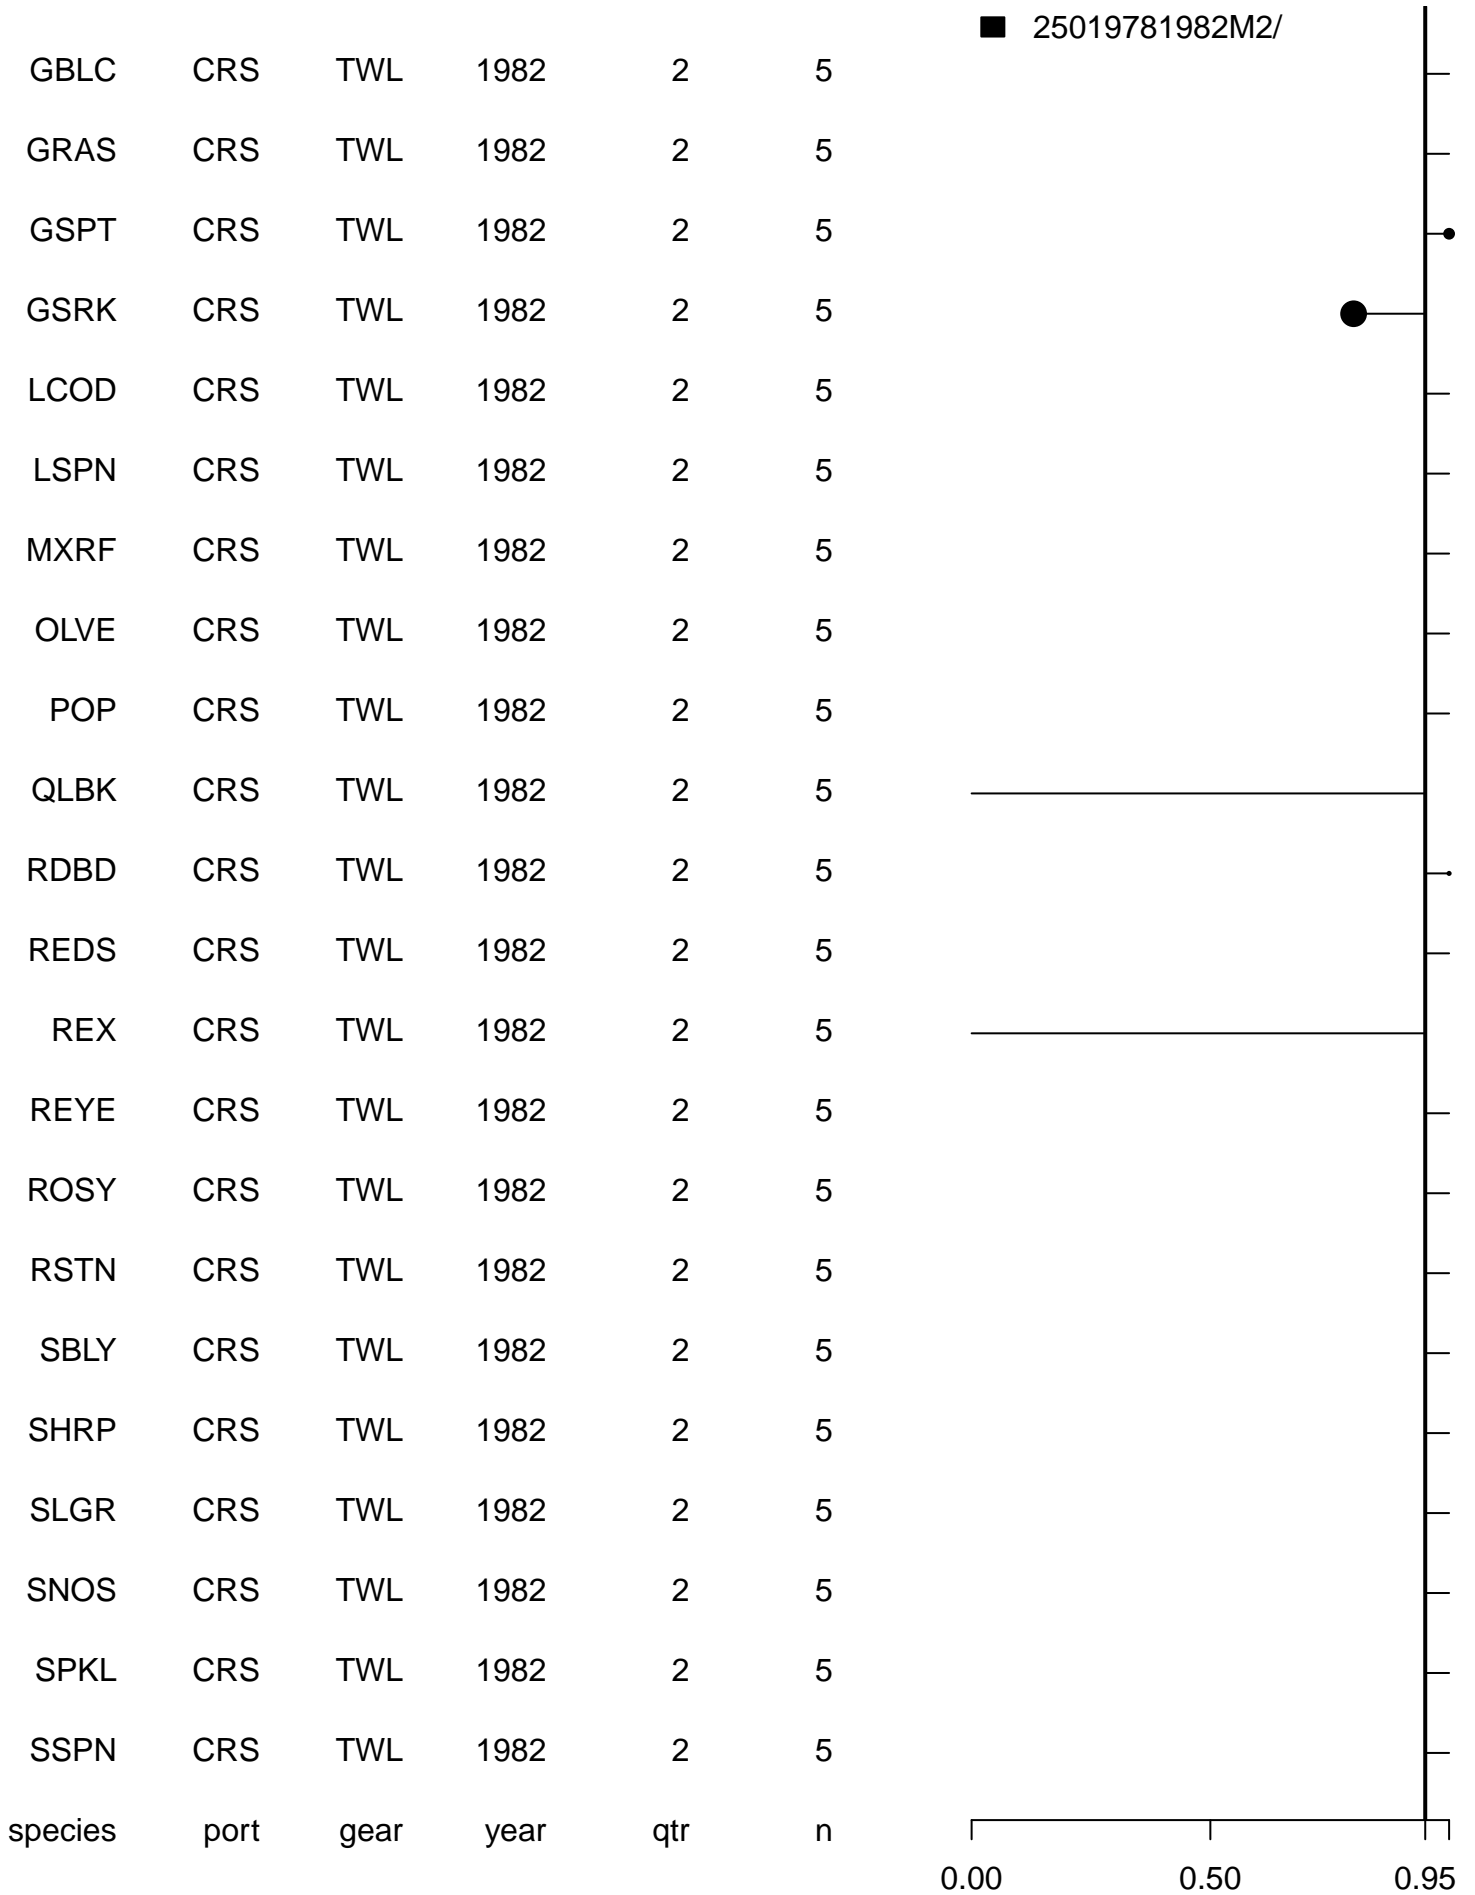 25019781982M2/
GBLC CRS TWL 1982 2 5
GRAS CRS TWL 1982 2 5
GSPT CRS TWL 1982 2 5
GSRK CRS TWL 1982 2 5
LCOD CRS TWL 1982 2 5
LSPN CRS TWL 1982 2 5
MXRF CRS TWL 1982 2 5
OLVE CRS TWL 1982 2 5
POP CRS TWL 1982 2 5
QLBK CRS TWL 1982 2 5
RDBD CRS TWL 1982 2 5
REDS CRS TWL 1982 2 5
REX CRS TWL 1982 2 5
REYE CRS TWL 1982 2 5
ROSY CRS TWL 1982 2 5
RSTN CRS TWL 1982 2 5
SBLY CRS TWL 1982 2 5
SHRP CRS TWL 1982 2 5
SLGR CRS TWL 1982 2 5
SNOS CRS TWL 1982 2 5
SPKL CRS TWL 1982 2 5
SSPN CRS TWL 1982 2 5
species port gear year qtr n
0.00 0.50 0.95